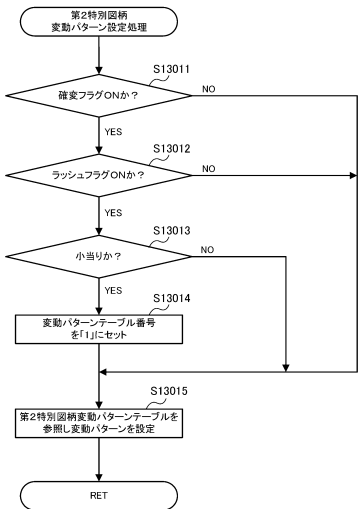 第2特別図柄
変動パターン設定処理
S13011
確変フラグONか?
NO
YES
S13012
ラッシュフラグONか?
NO
YES
S13013
小当りか?
NO
YES
S13014
変動パターンテーブル番号
を「1」にセット
S13015
第2特別図柄変動パターンテーブルを
参照し変動パターンを設定
RET